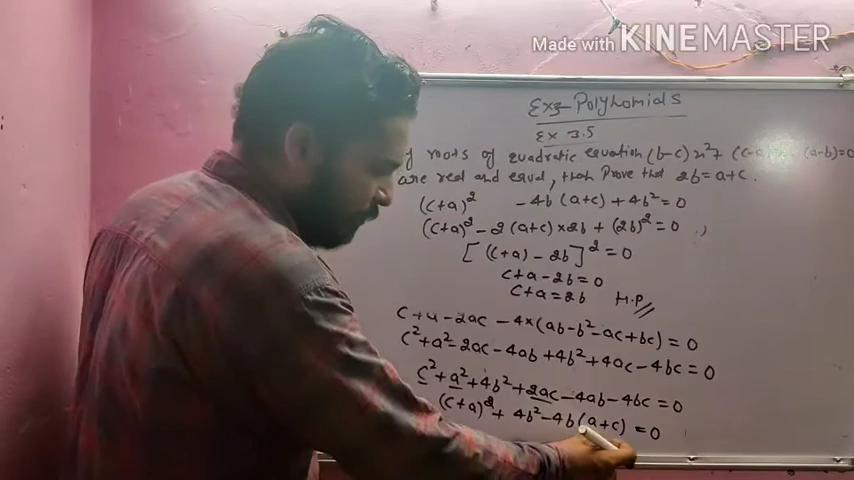 Made with KINEMASTER
Ex3-Polyhomids
Ex 3.5
roots of quadratic equation (b-c)x²+ (a-b)=0
are real and equal, then Prove that 2b=a+c.
(c+a)² -4b(a+c)+4b²=0
(c+a)²-2(a+c)×2b+(2b)²=0
[(c+a)-2b]²=0
c+a-2b=0
c+a=2b H.P//
-2ac-4×(ab-b²-ac+bc)=0
c²+a²-2ac-4ab+4b²+4ac-4bc=0
c²+a²+4b²+2ac-4ab-4bc=0
(c+a)²+4b²-4b(a+c)=0